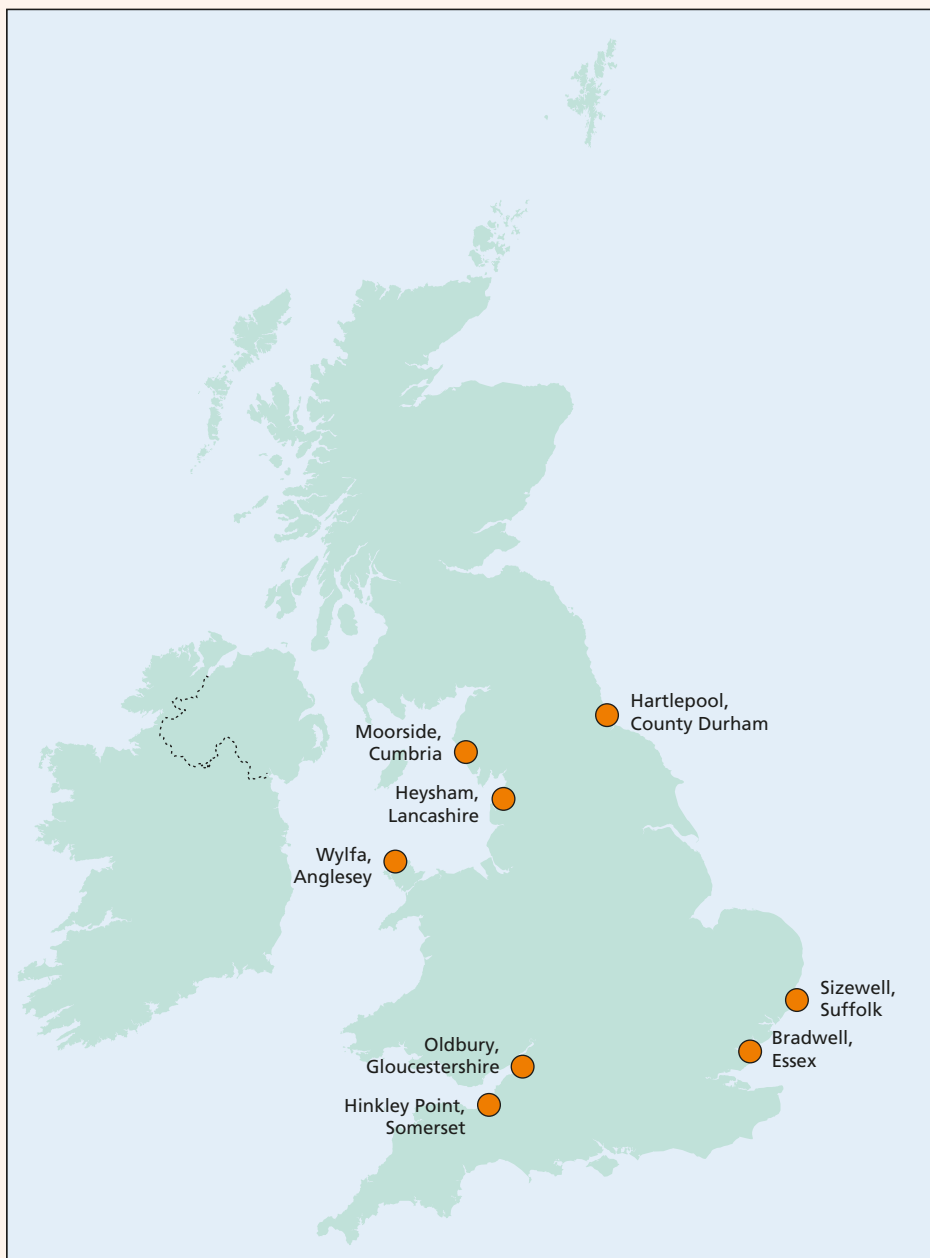 Hartlepool,
County Durham
Moorside,
Cumbria
Heysham,
Lancashire
Wylfa,
Anglesey
Sizewell,
Suffolk
Bradwell,
Essex
Oldbury,
Gloucestershire
Hinkley Point,
Somerset